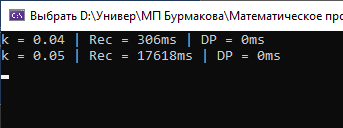 Выбрать D:\Универ\МП Бурмакова\Математическое про
k = 0.04 | Rec = 306ms | DP = 0ms
k = 0.05 | Rec = 17618ms | DP = 0ms